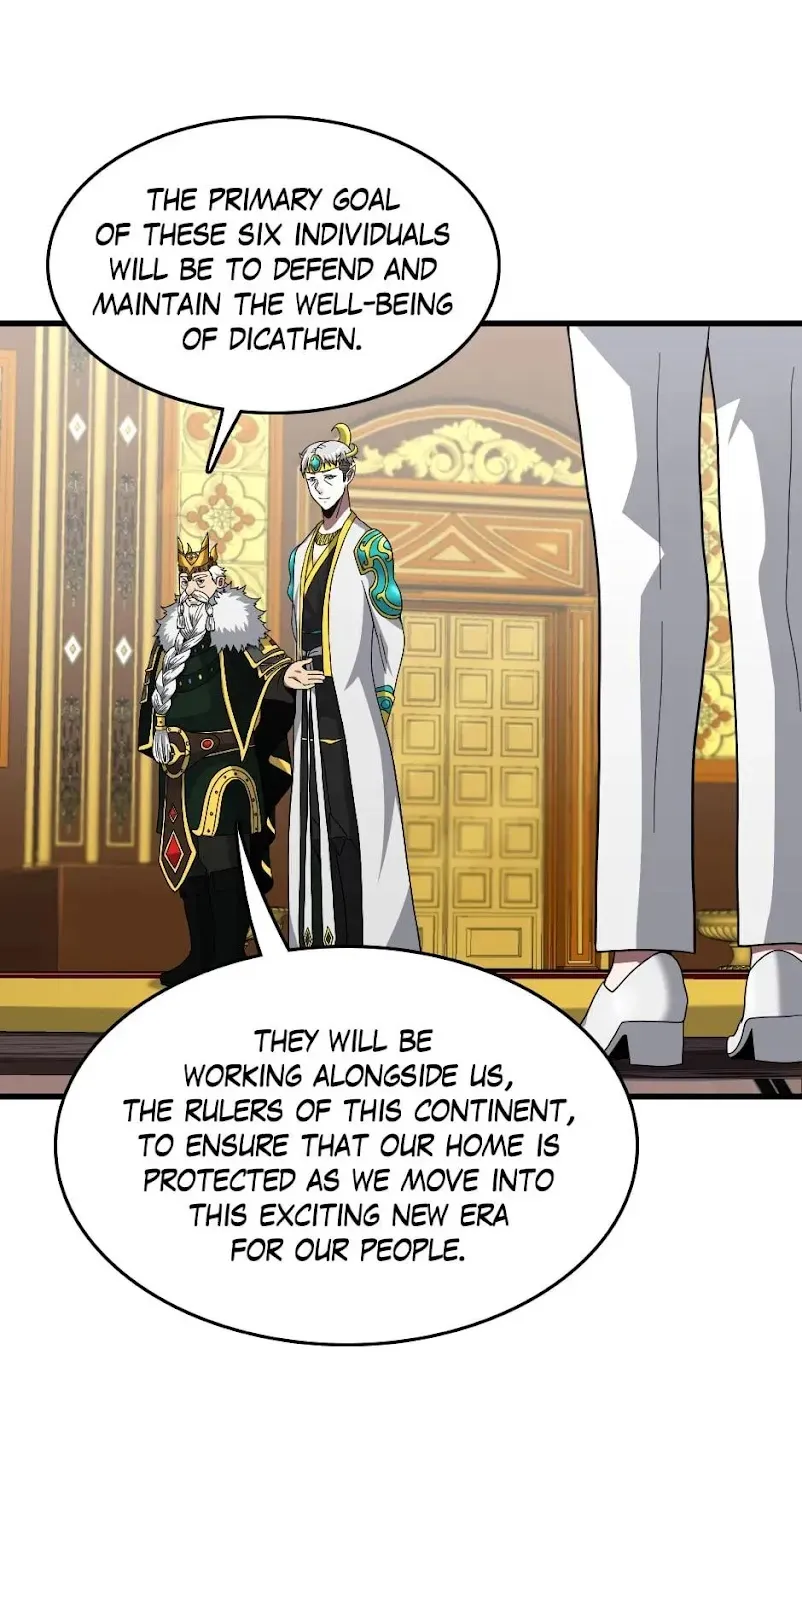 THE PRIMARY GOAL
OF THESE SIX INDIVIDUALS
WILL BE TO DEFEND AND
MAINTAIN THE WELL-BEING
OF DICATHEN.
THEY WILL BE
WORKING ALONGSIDE US,
THE RULERS OF THIS CONTINENT,
TO ENSURE THAT OUR HOME IS
PROTECTED AS WE MOVE INTO
THIS EXCITING NEW ERA
FOR OUR PEOPLE.